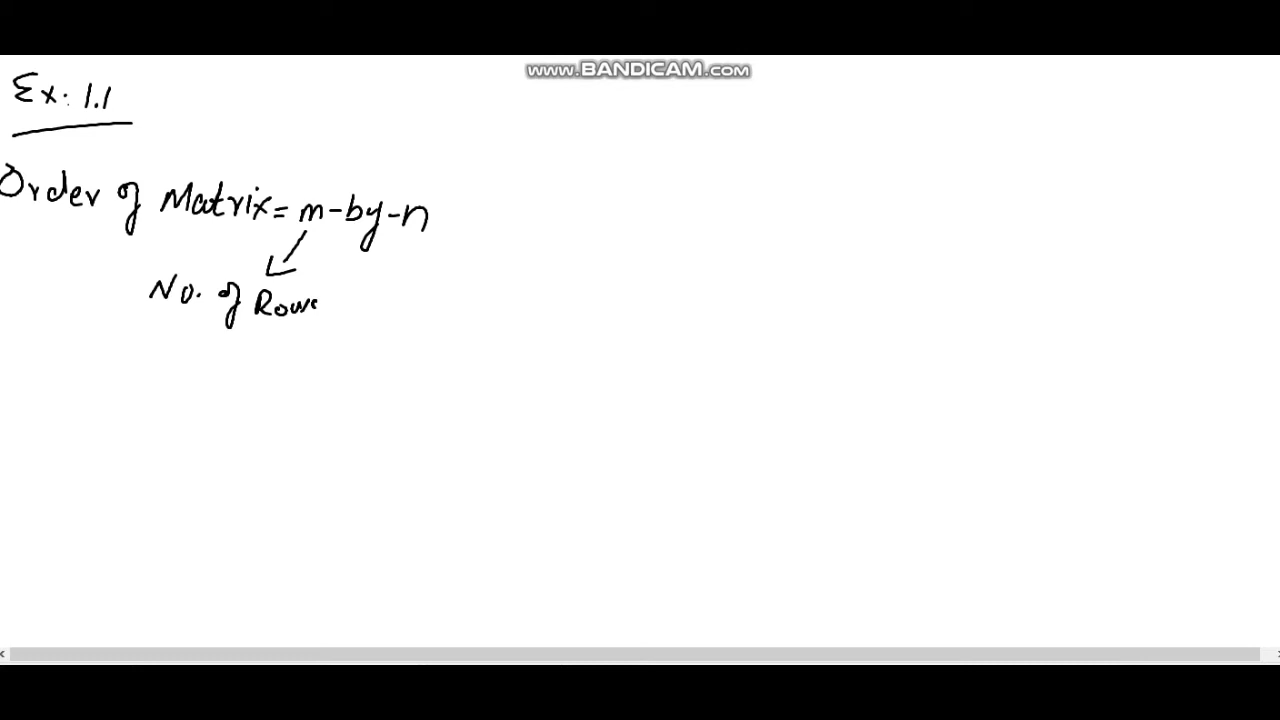 www.BANDICAM.com
Ex. 1.1
Order of Matrix = m-by-n
No. of Rows